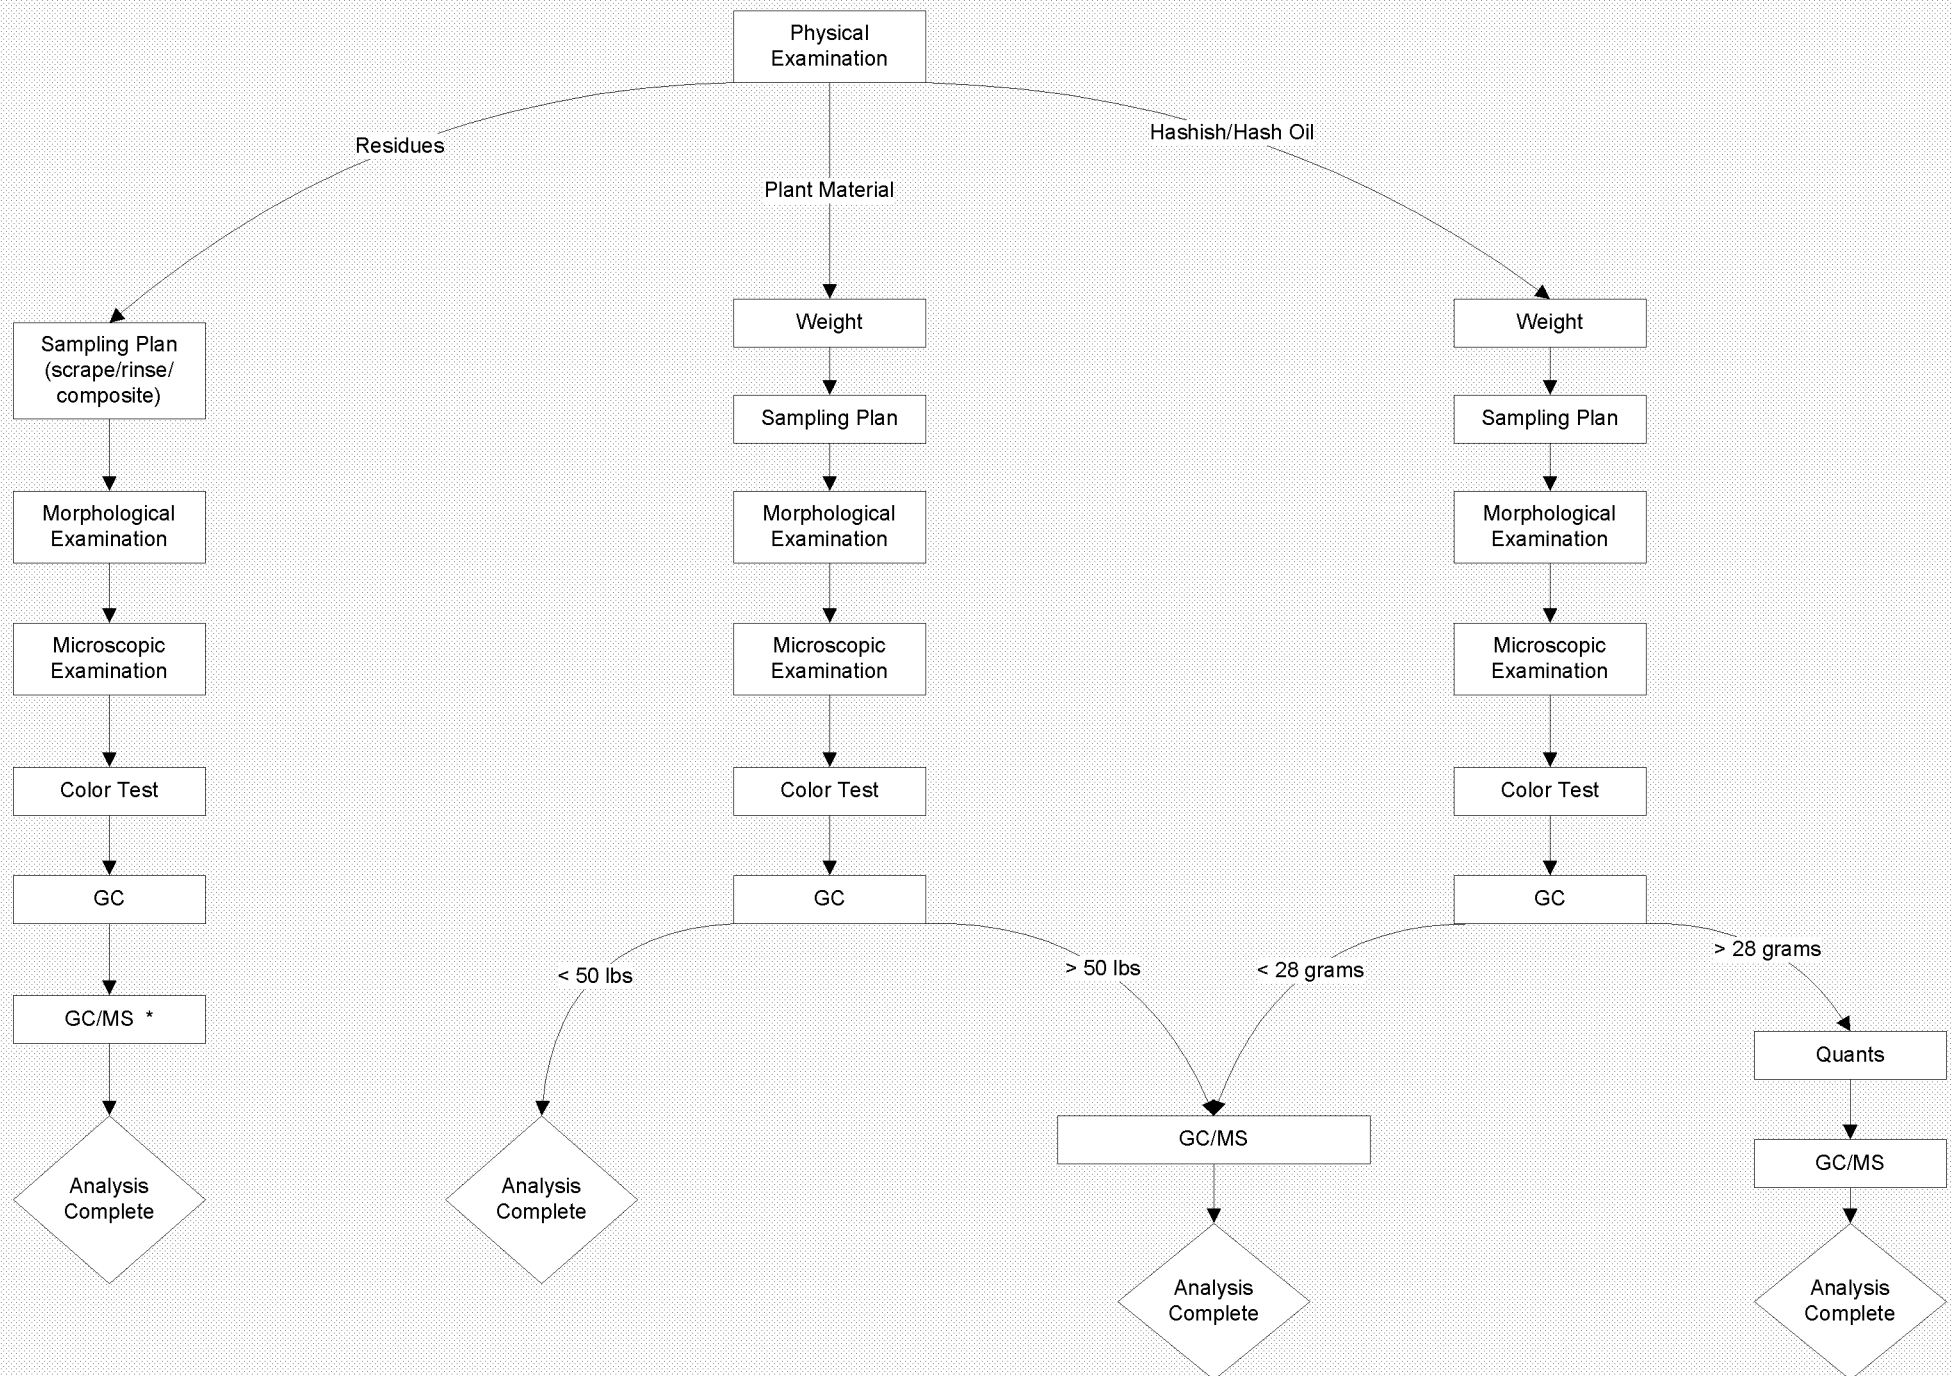 Physical
Examination
Residues
Plant Material
Hashish/Hash Oil
Sampling Plan
(scrape/rinse/
composite)
Morphological
Examination
Microscopic
Examination
Color Test
GC
GC/MS *
Analysis
Complete
Weight
Sampling Plan
Morphological
Examination
Microscopic
Examination
Color Test
GC
< 50 lbs
> 50 lbs
Analysis
Complete
Weight
Sampling Plan
Morphological
Examination
Microscopic
Examination
Color Test
GC
< 28 grams
> 28 grams
GC/MS
Analysis
Complete
Quants
GC/MS
Analysis
Complete